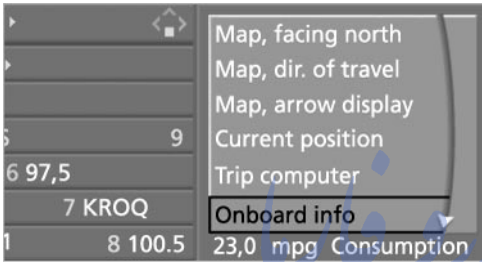 Map, facing north
Map, dir. of travel
Map, arrow display
9
Current position
6 97,5
Trip computer
7 KROQ
Onboard info
8 100.5
23,0 mpg Consumption